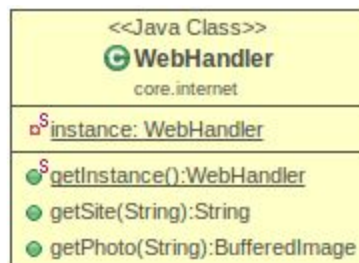 <<Java Class>>
C WebHandler
core.internet
S instance: WebHandler
S getInstance():WebHandler
getSite(String):String
getPhoto(String):BufferedImage